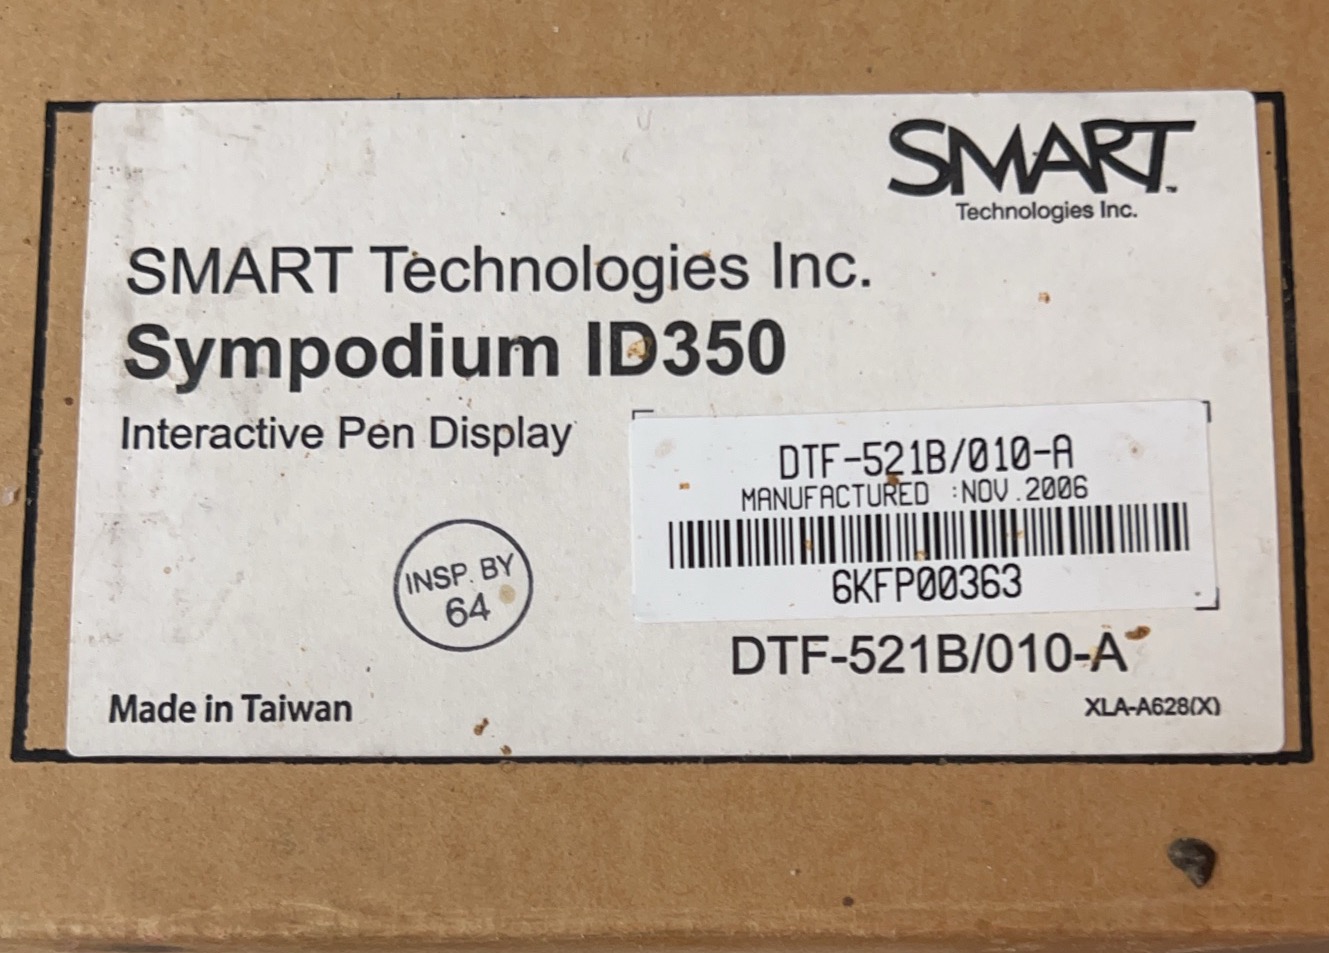 SMART™
Technologies Inc.
SMART Technologies Inc.
Sympodium ID350
Interactive Pen Display
DTF-521B/010-A
MANUFACTURED :NOV.2006
6KFP00363
INSP. BY
64
DTF-521B/010-A
Made in Taiwan
XLA-A628(X)